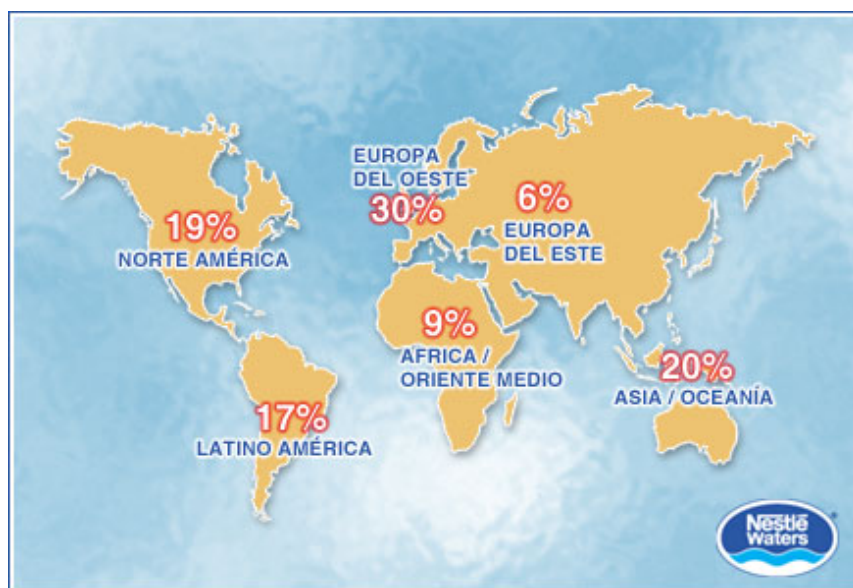 EUROPA
DEL OESTE
30%
6%
EUROPA
DEL ESTE
19%
NORTE AMÉRICA
9%
AFRICA /
ORIENTE MEDIO
20%
ASIA / OCEANÍA
17%
LATINO AMÉRICA
Nestlé
Waters